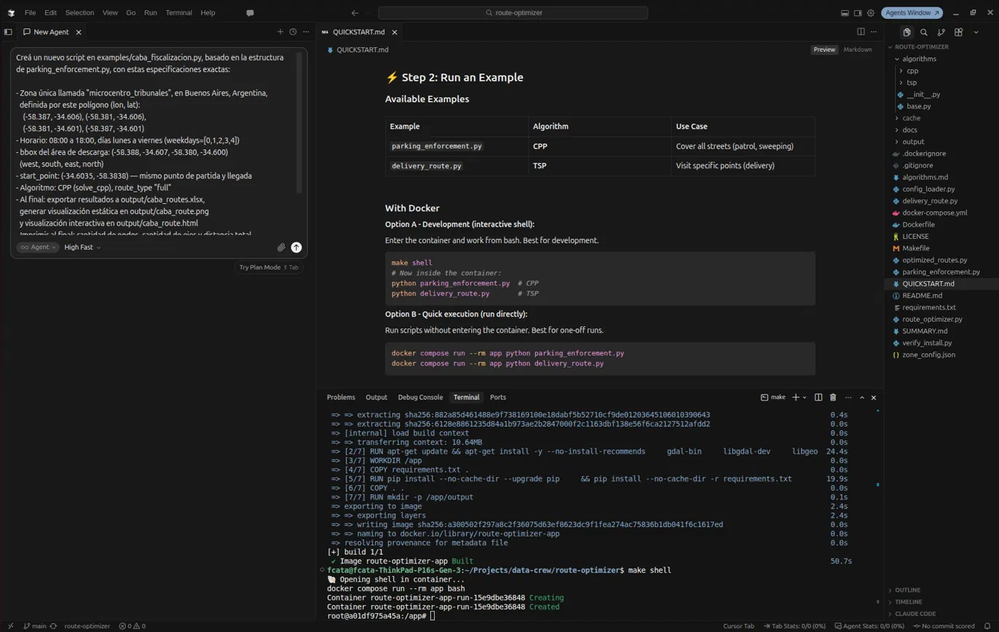 File Edit Selection View Go Run Terminal Help
route-optimizer
Agents Window
New Agent
Creá un nuevo script en examples/caba_fiscalizacion.py, basado en la estructura
de parking_enforcement.py, con estas especificaciones exactas:
- Zona única llamada "microcentro_tribunales", en Buenos Aires, Argentina,
definida por este polígono (lon, lat):
(-58.387, -34.606), (-58.381, -34.606),
(-58.381, -34.601), (-58.387, -34.601)
- Horario: 08:00 a 18:00, días lunes a viernes (weekdays=[0,1,2,3,4])
- bbox del área de descarga: (-58.388, -34.607, -58.380, -34.600)
(west, south, east, north)
- start_point: (-34.6035, -58.3838) — mismo punto de partida y llegada
- Algoritmo: CPP (solve_cpp), route_type "full"
- Al final: exportar resultados a output/caba_routes.xlsx,
generar visualización estática en output/caba_route.png
y visualización interactiva en output/caba_route.html
- Imprimir al final: cantidad de nodos, cantidad de ejes y distancia total
Agent High Fast
Try Plan Mode ⇧ Tab
QUICKSTART.md
QUICKSTART.md
Preview Markdown
⚡ Step 2: Run an Example
Available Examples
Example Algorithm Use Case
parking_enforcement.py CPP Cover all streets (patrol, sweeping)
delivery_route.py TSP Visit specific points (delivery)
With Docker
Option A - Development (interactive shell):
Enter the container and work from bash. Best for development.
make shell
# Now inside the container:
python parking_enforcement.py # CPP
python delivery_route.py # TSP
Option B - Quick execution (run directly):
Run scripts without entering the container. Best for one-off runs.
docker compose run --rm app python parking_enforcement.py
docker compose run --rm app python delivery_route.py
Problems Output Debug Console Terminal Ports
make
=> => extracting sha256:882a85d461488e9f738169100e18dabf5b52710cf9de01203645106010390643 0.4s
=> => extracting sha256:6128e8861235d84a1b973ae2b2847000f2c1163dbf138e56f6ca2127512afdd2 0.0s
=> [internal] load build context 0.0s
=> => transferring context: 10.64MB 0.0s
=> [2/7] RUN apt-get update && apt-get install -y --no-install-recommends gdal-bin libgdal-dev libgeo 24.4s
=> [3/7] WORKDIR /app 0.0s
=> [4/7] COPY requirements.txt . 0.0s
=> [5/7] RUN pip install --no-cache-dir --upgrade pip && pip install --no-cache-dir -r requirements.txt 19.9s
=> [6/7] COPY . . 0.0s
=> [7/7] RUN mkdir -p /app/output 0.1s
=> exporting to image 2.4s
=> => exporting layers 2.4s
=> => writing image sha256:a300502f297a8c2f36075d63ef8623dc9f1fea274ac75836b1db041f6c1617ed 0.0s
=> => naming to docker.io/library/route-optimizer-app 0.0s
=> resolving provenance for metadata file 0.0s
[+] build 1/1
✓ Image route-optimizer-app Built 50.7s
fcata@fcata-ThinkPad-P16s-Gen-3:~/Projects/data-crew/route-optimizer$ make shell
🐚 Opening shell in container...
docker compose run --rm app bash
Container route-optimizer-app-run-15e9dbe36848 Creating
Container route-optimizer-app-run-15e9dbe36848 Created
root@a01df975a45a:/app#
ROUTE-OPTIMIZER
algorithms
cpp
tsp
__init__.py
base.py
cache
docs
output
.dockerignore
.gitignore
algorithms.md
config_loader.py
delivery_route.py
docker-compose.yml
Dockerfile
LICENSE
Makefile
optimized_routes.py
parking_enforcement.py
QUICKSTART.md
README.md
requirements.txt
route_optimizer.py
SUMMARY.md
verify_install.py
zone_config.json
OUTLINE
TIMELINE
CLAUDE CODE
main route-optimizer 0 0
Cursor Tab Tab Stats: 0/0 (0%) Agent Stats: 0/0 (0%) No commit scored